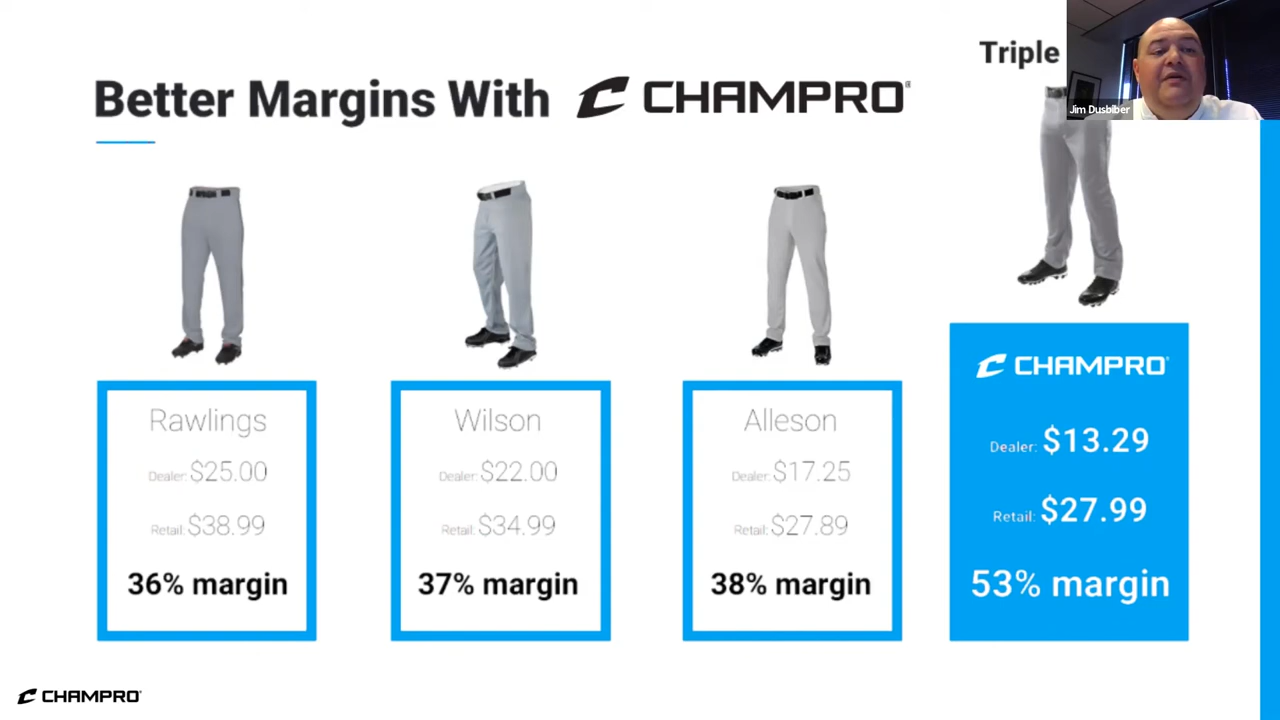 Triple
Jim Dusbiber
Better Margins With CHAMPRO
Rawlings
Dealer: $25.00
Retail: $38.99
36% margin
Wilson
Dealer: $22.00
Retail: $34.99
37% margin
Alleson
Dealer: $17.25
Retail: $27.89
38% margin
CHAMPRO
Dealer: $13.29
Retail: $27.99
53% margin
CHAMPRO